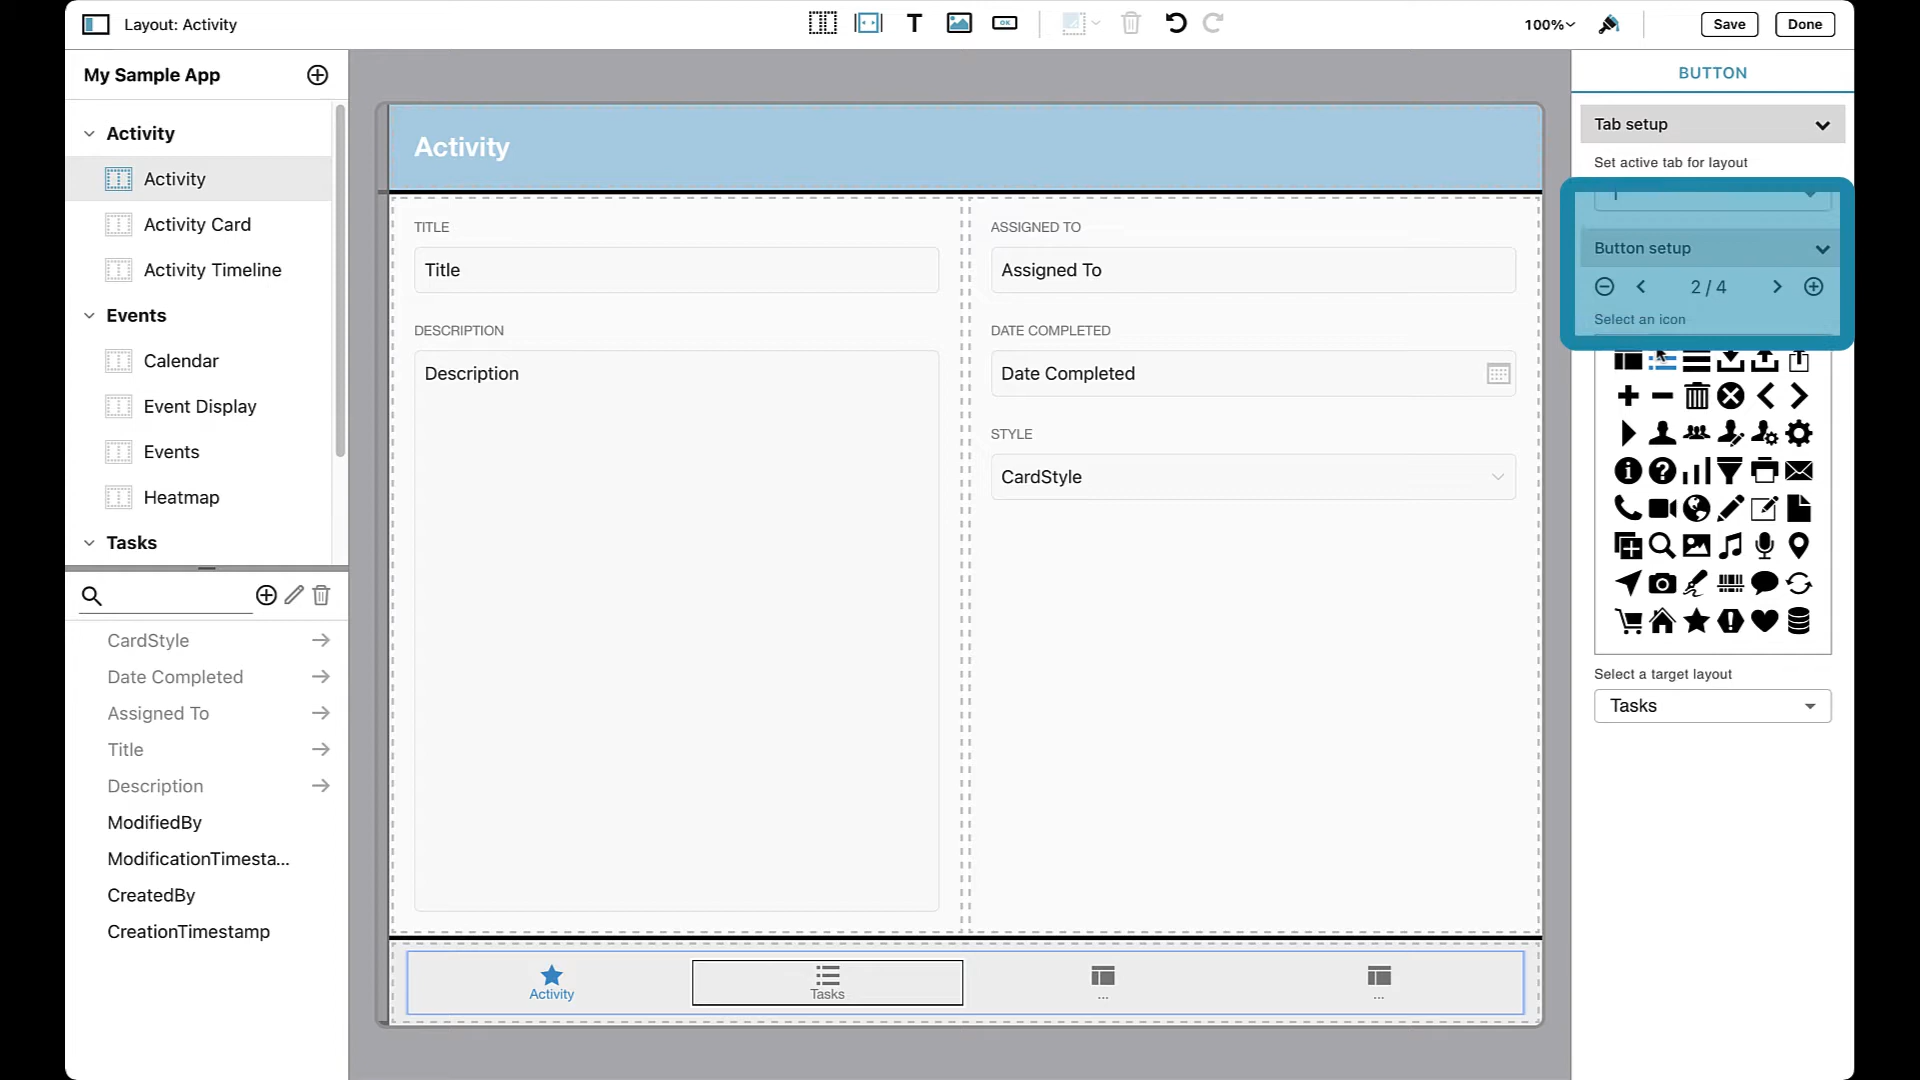 Layout: Activity
T
OK
100%
Save
Done
My Sample App
Activity
Activity
Activity Card
Activity Timeline
Events
Calendar
Event Display
Events
Heatmap
Tasks
CardStyle
Date Completed
Assigned To
Title
Description
ModifiedBy
ModificationTimesta...
CreatedBy
CreationTimestamp
Activity
TITLE
Title
DESCRIPTION
Description
ASSIGNED TO
Assigned To
DATE COMPLETED
Date Completed
STYLE
CardStyle
Activity
Tasks
...
...
BUTTON
Tab setup
Set active tab for layout
Button setup
2 / 4
Select an icon
Select a target layout
Tasks